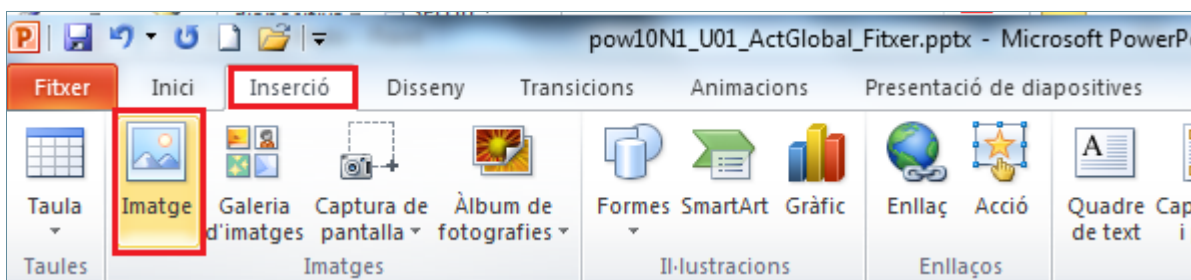 pow10N1_U01_ActGlobal_Fitxer.pptx - Microsoft
Fitxer Inici Inserció Disseny Transicions Animacions Presentació de diapositives
Taula Imatge Galeria d'imatges Captura de pantalla Àlbum de fotografies Formes SmartArt Gràfic Enllaç Acció Quadre de text
Taules Imatges Il·lustracions Enllaços